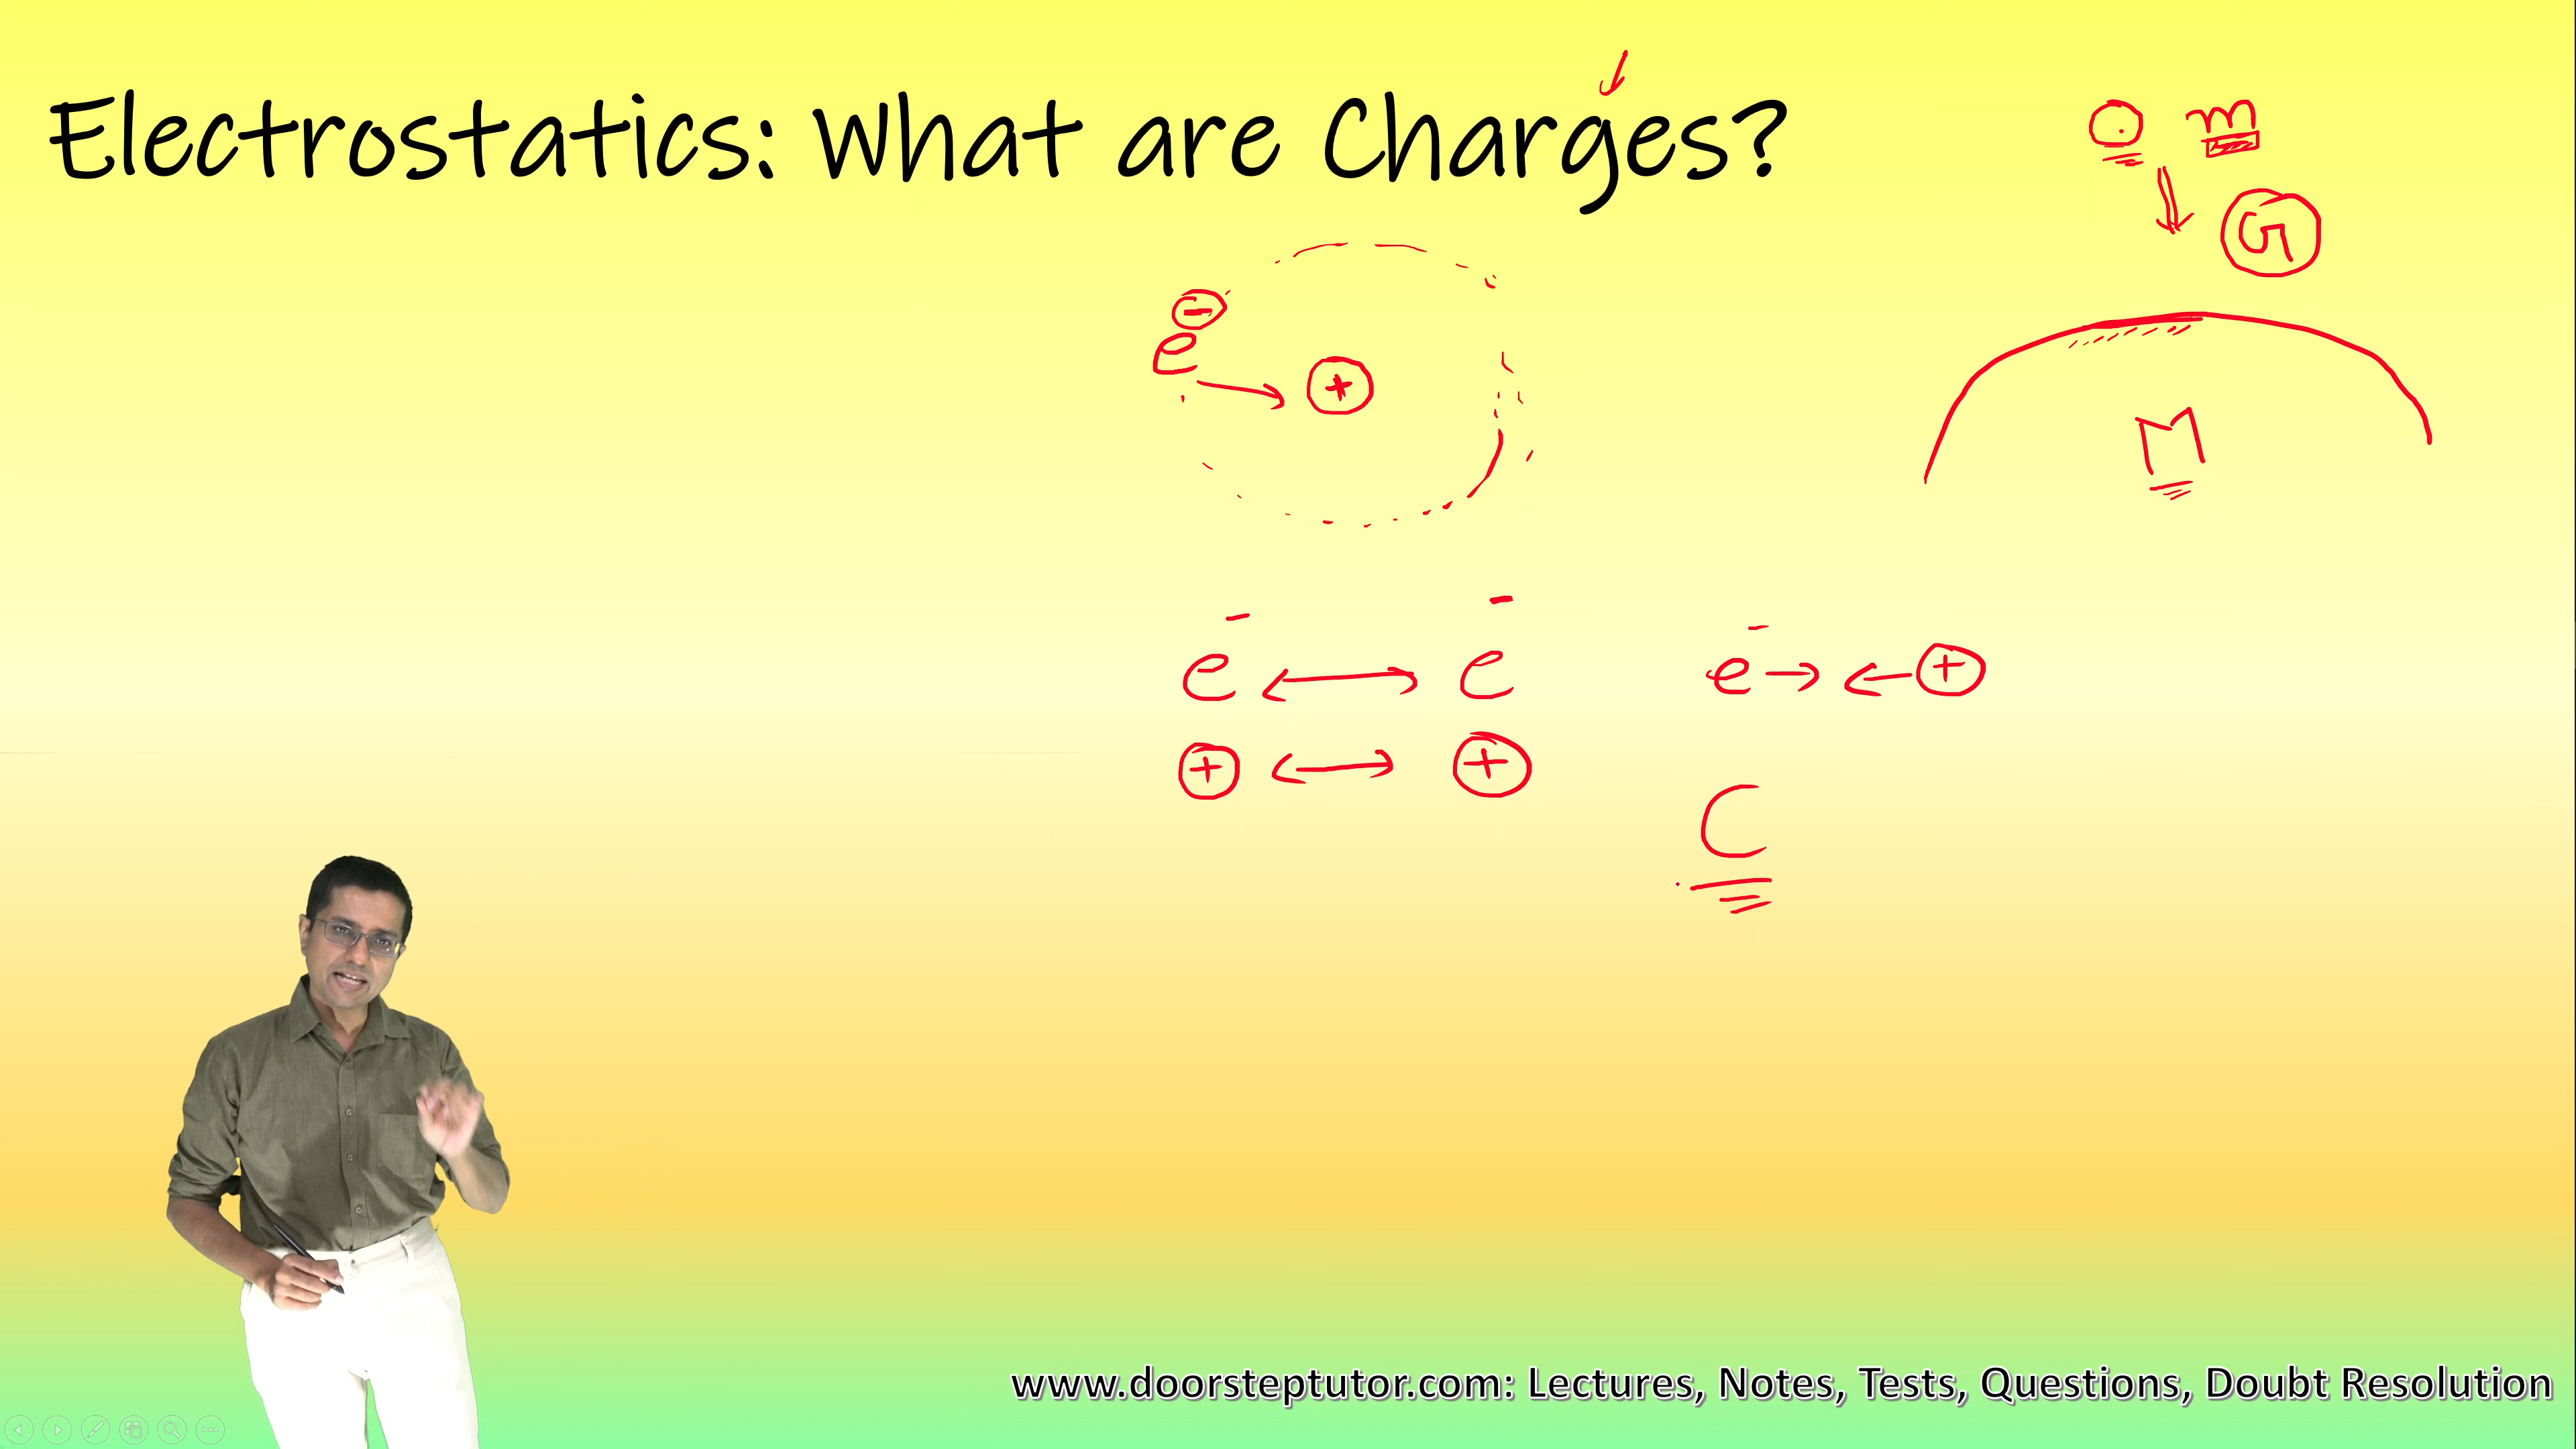 Electrostatics: What are Charges?
m
G
-
e
+
M
- -
e e
-
e +
+ +
C
www.doorsteptutor.com: Lectures, Notes, Tests, Questions, Doubt Resolution